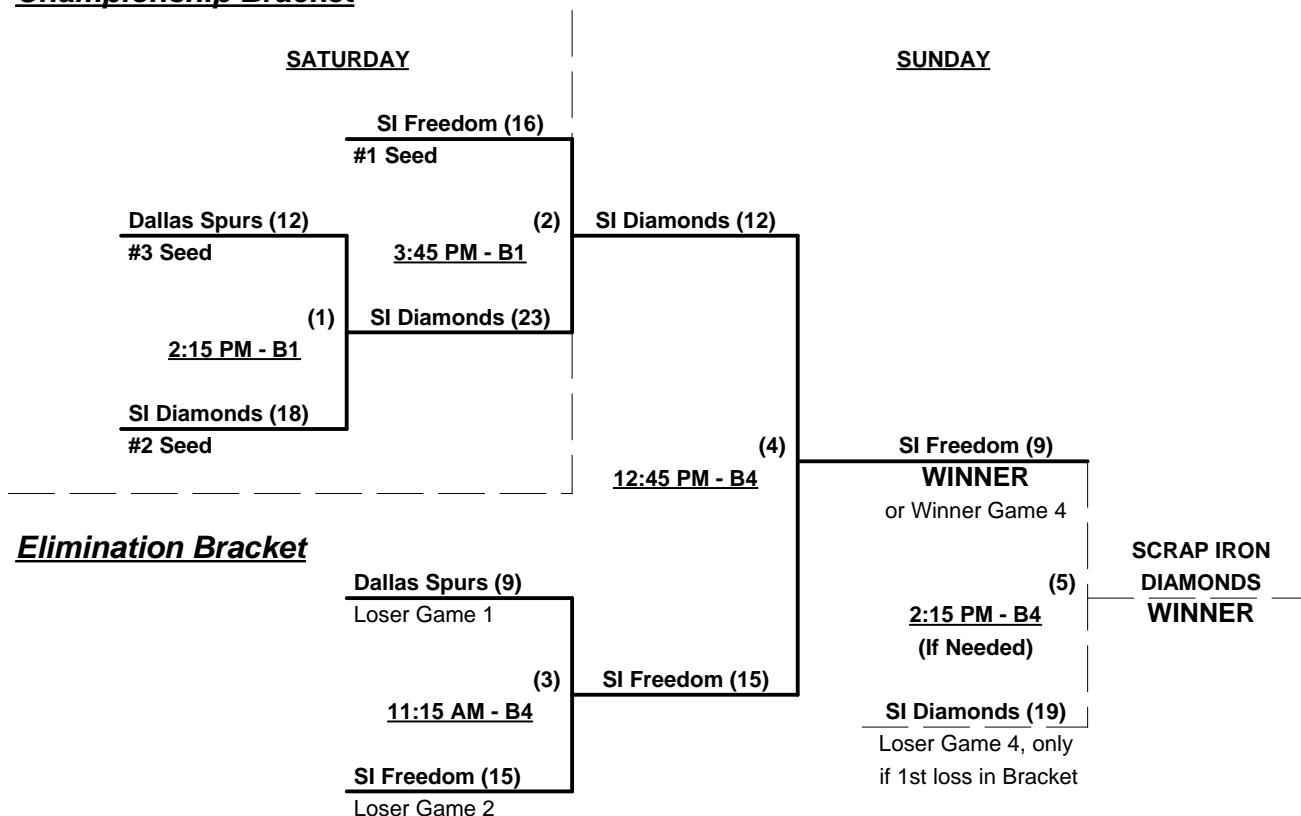 Championship Bracket
SATURDAY
SUNDAY
SI Freedom (16)
#1 Seed
Dallas Spurs (12)
(2)
SI Diamonds (12)
#3 Seed
3:45 PM - B1
(1)
SI Diamonds (23)
2:15 PM - B1
SI Diamonds (18)
#2 Seed
(4)
SI Freedom (9)
12:45 PM - B4
WINNER
or Winner Game 4
Elimination Bracket
SCRAP IRON
DIAMONDS
WINNER
Dallas Spurs (9)
Loser Game 1
(5)
2:15 PM - B4
(If Needed)
(3)
SI Freedom (15)
11:15 AM - B4
SI Diamonds (19)
Loser Game 4, only
if 1st loss in Bracket
SI Freedom (15)
Loser Game 2